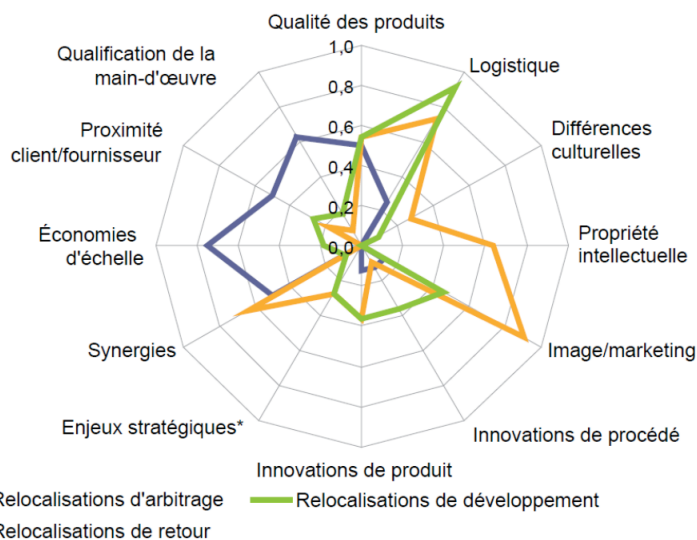 Qualité des produits
Qualification de la
main-d'œuvre
1,0
Logistique
0,8
Proximité
client/fournisseur
0,6
Différences
culturelles
0,4
0,2
Économies
d'échelle
0,0
Propriété
intellectuelle
Synergies
Image/marketing
Enjeux stratégiques*
Innovations de procédé
Innovations de produit
Relocalisations d'arbitrage
Relocalisations de développement
Relocalisations de retour